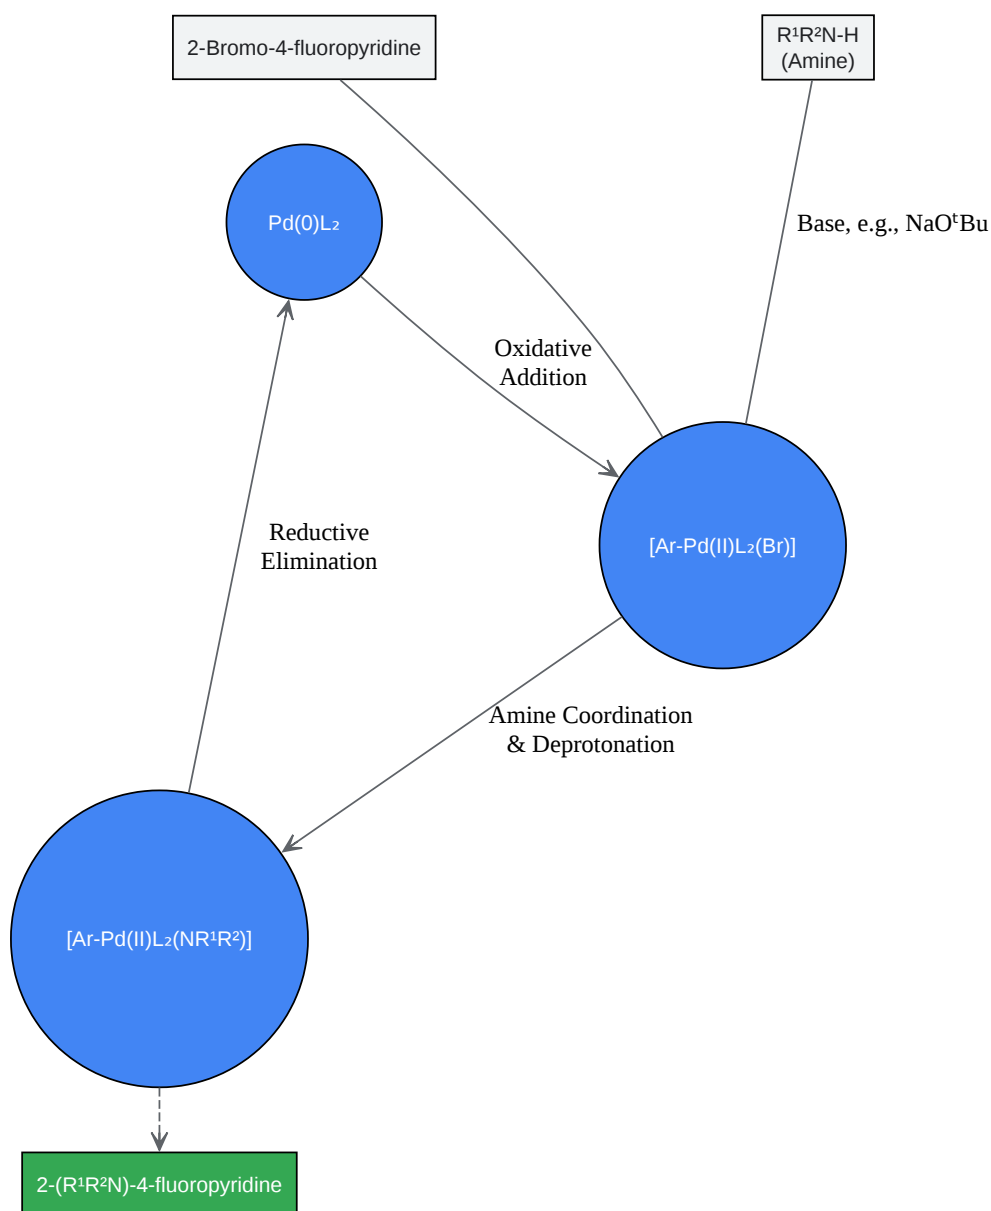 2-Bromo-4-fluoropyridine
R¹R²N-H
(Amine)
Pd(0)L₂
Base, e.g., NaOᵗBu
Oxidative
Addition
Reductive
Elimination
[Ar-Pd(II)L₂(Br)]
Amine Coordination
& Deprotonation
[Ar-Pd(II)L₂(NR¹R²)]
2-(R¹R²N)-4-fluoropyridine